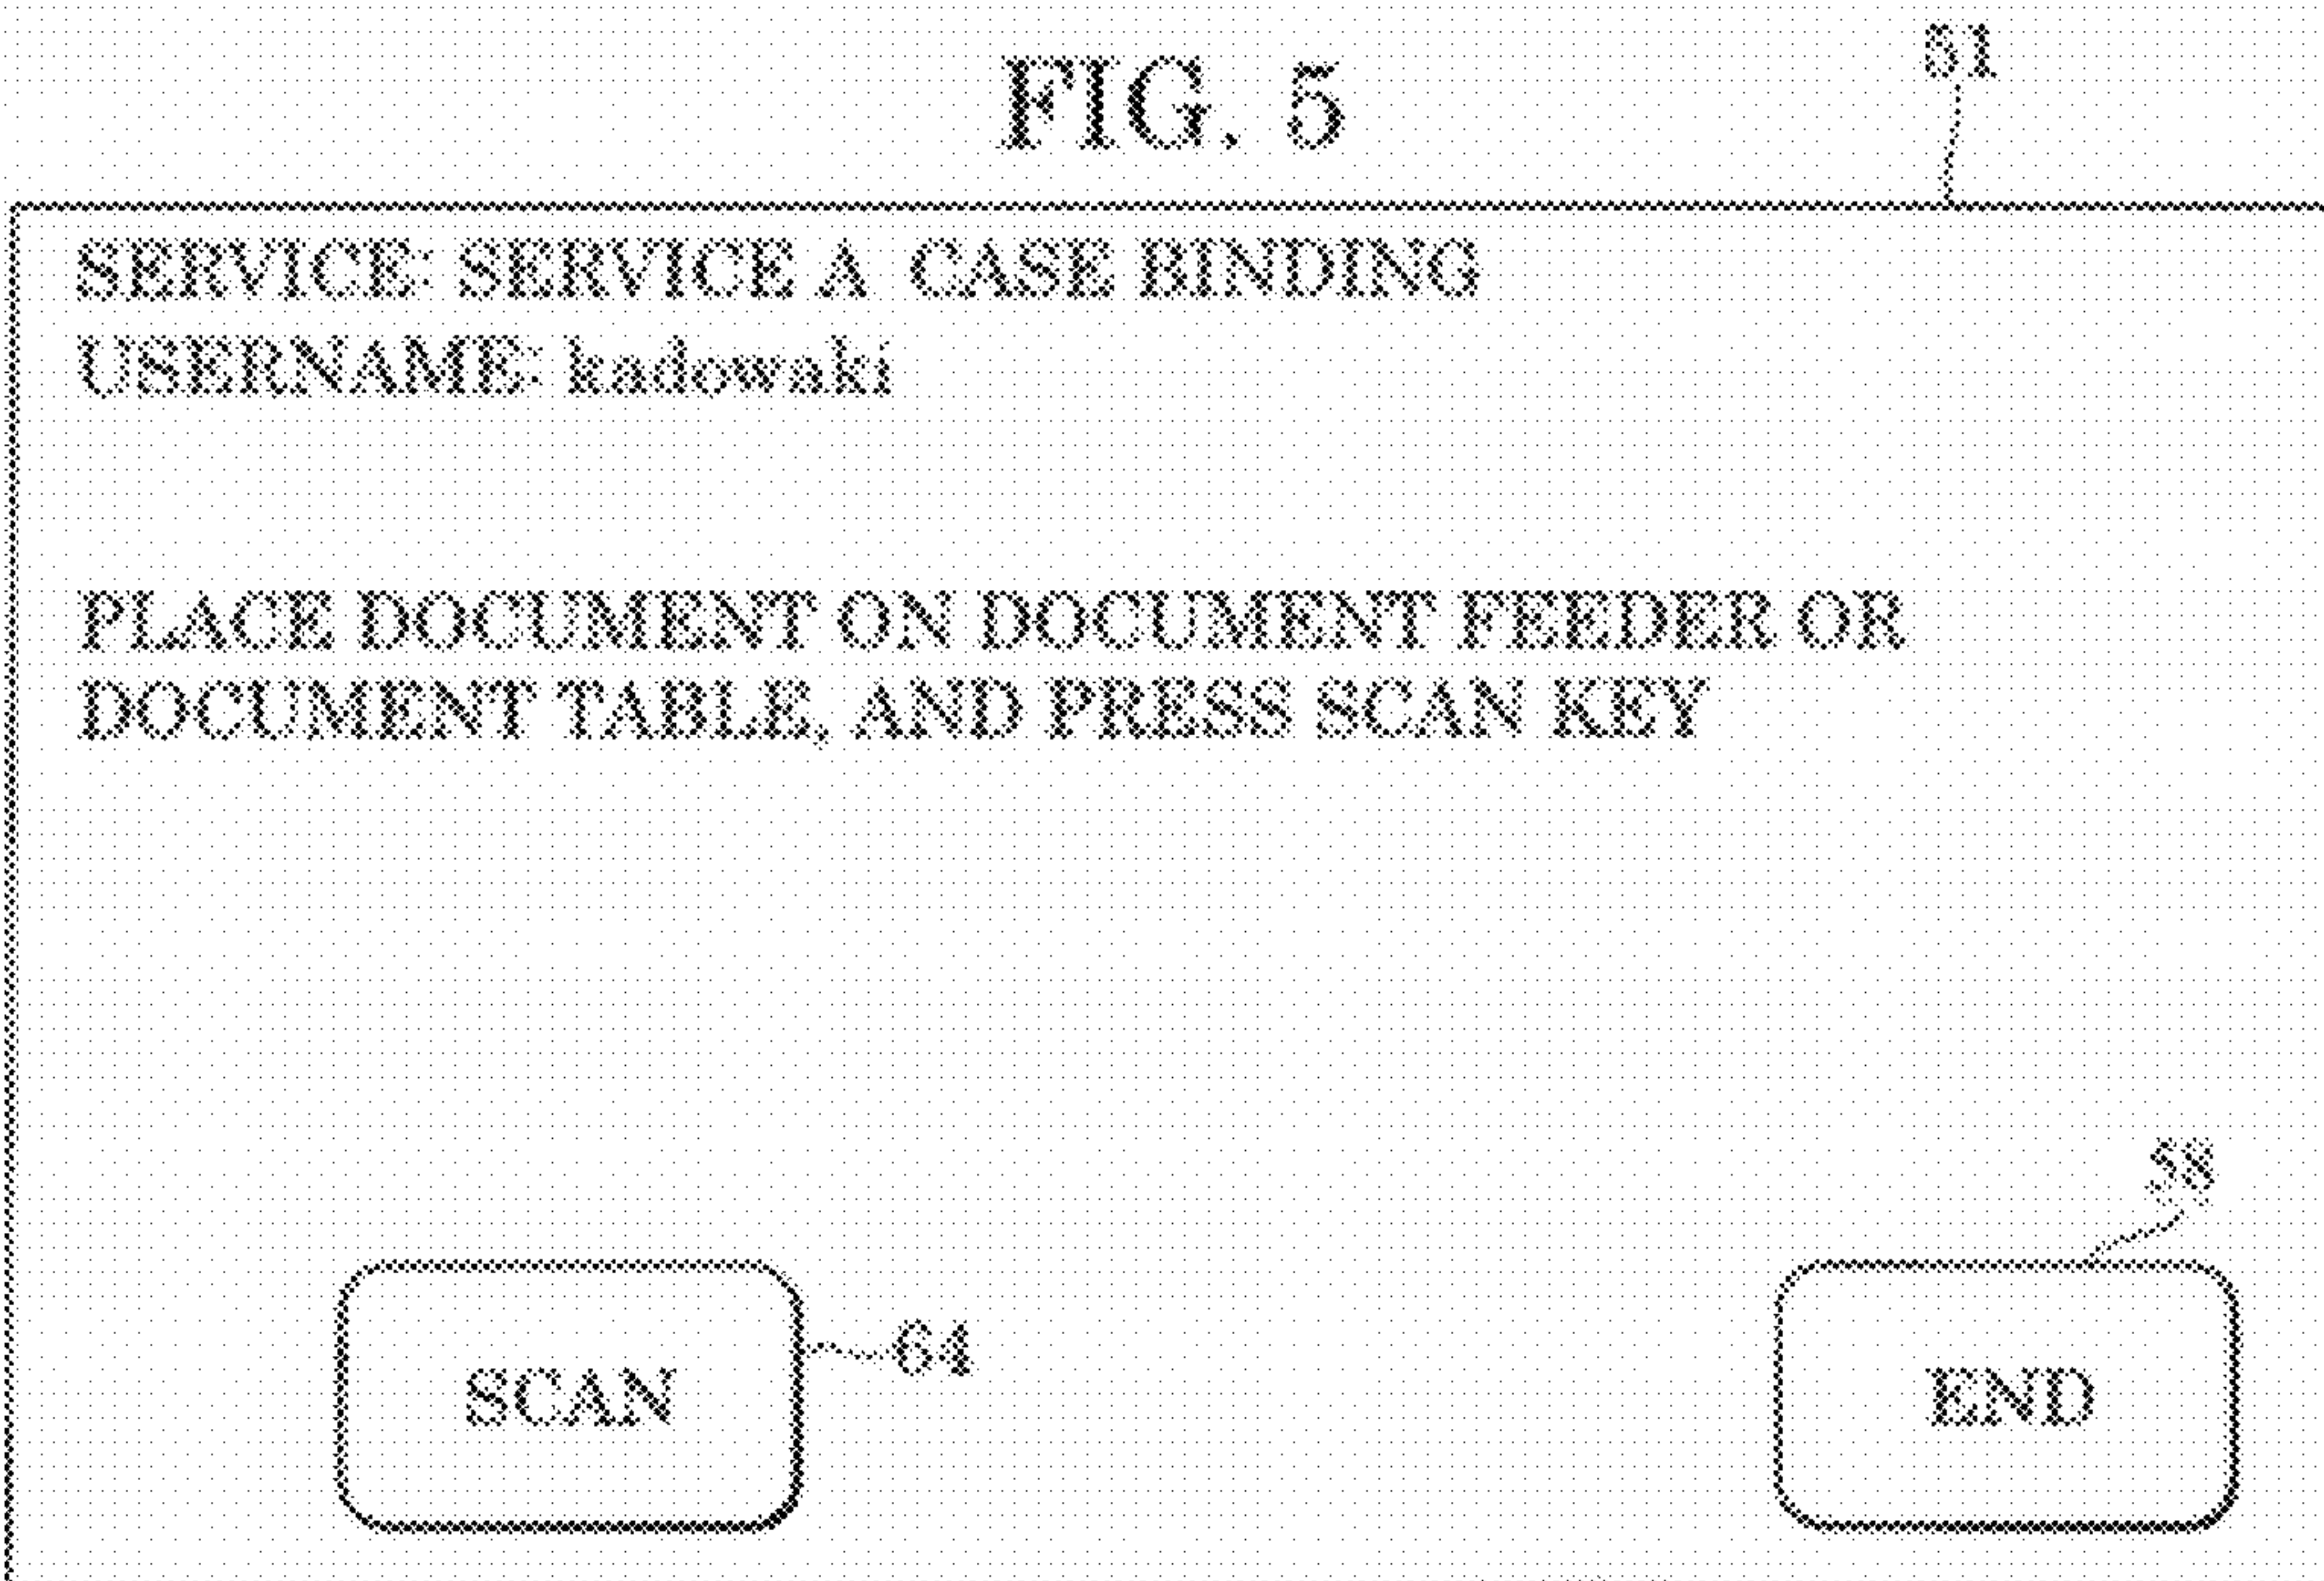 FIG. 5
SERVICE: SERVICE A CASE BINDING
USERNAME: kadowaki
PLACE DOCUMENT ON DOCUMENT FEEDER OR
DOCUMENT TABLE, AND PRESS SCAN KEY
58
SCAN
64
END